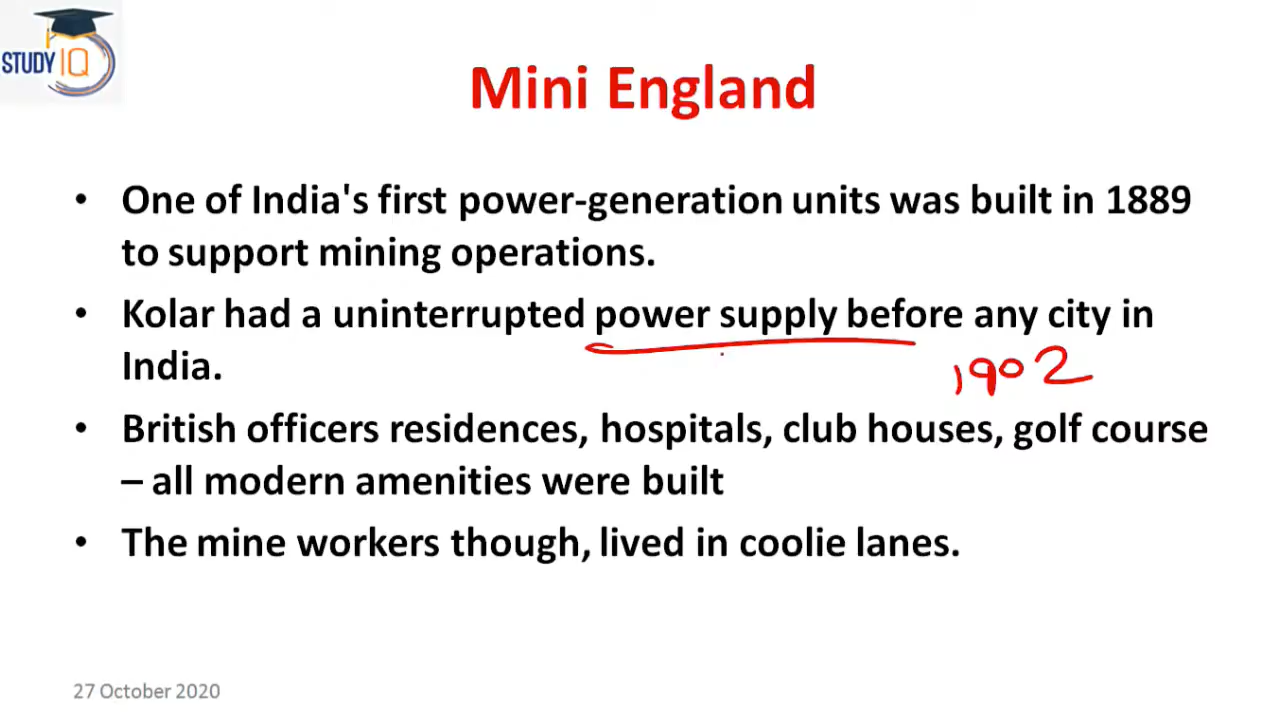 STUDY IQ
Mini England
• One of India's first power-generation units was built in 1889
to support mining operations.
• Kolar had a uninterrupted power supply before any city in
India.
1902
• British officers residences, hospitals, club houses, golf course
– all modern amenities were built
• The mine workers though, lived in coolie lanes.
27 October 2020